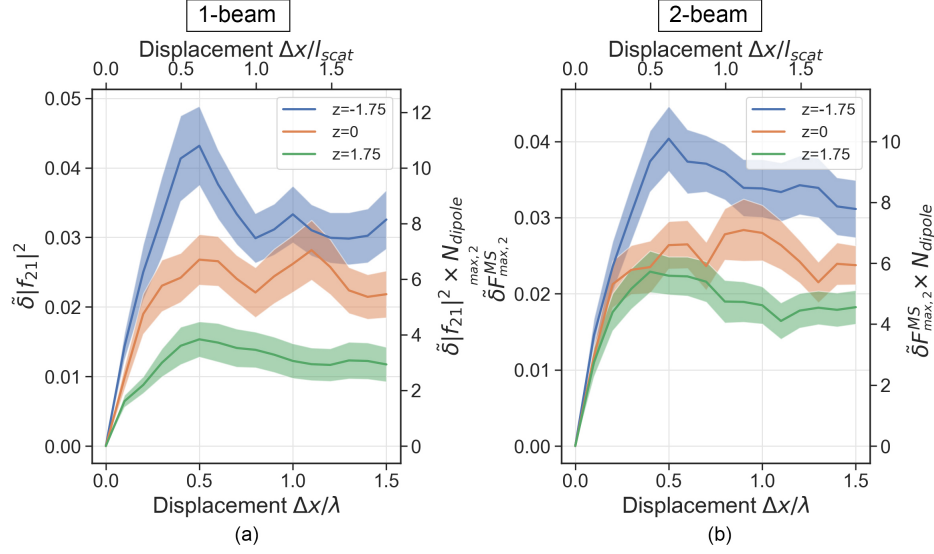 1-beam
Displacement Δx/l_scat
0.0 0.5 1.0 1.5
0.05
0.04
0.03
0.02
0.01
0.00
δ̃|f₂₁|²
z=-1.75
z=0
z=1.75
12
10
8
6
4
2
0
δ̃|f₂₁|² × N_dipole
0.0 0.5 1.0 1.5
Displacement Δx/λ
(a)
2-beam
Displacement Δx/l_scat
0.0 0.5 1.0 1.5
0.04
0.03
0.02
0.01
0.00
δ̃F^MS_max,2
max,2
z=-1.75
z=0
z=1.75
10
8
6
4
2
0
δ̃F^MS_max,2 × N_dipole
0.0 0.5 1.0 1.5
Displacement Δx/λ
(b)